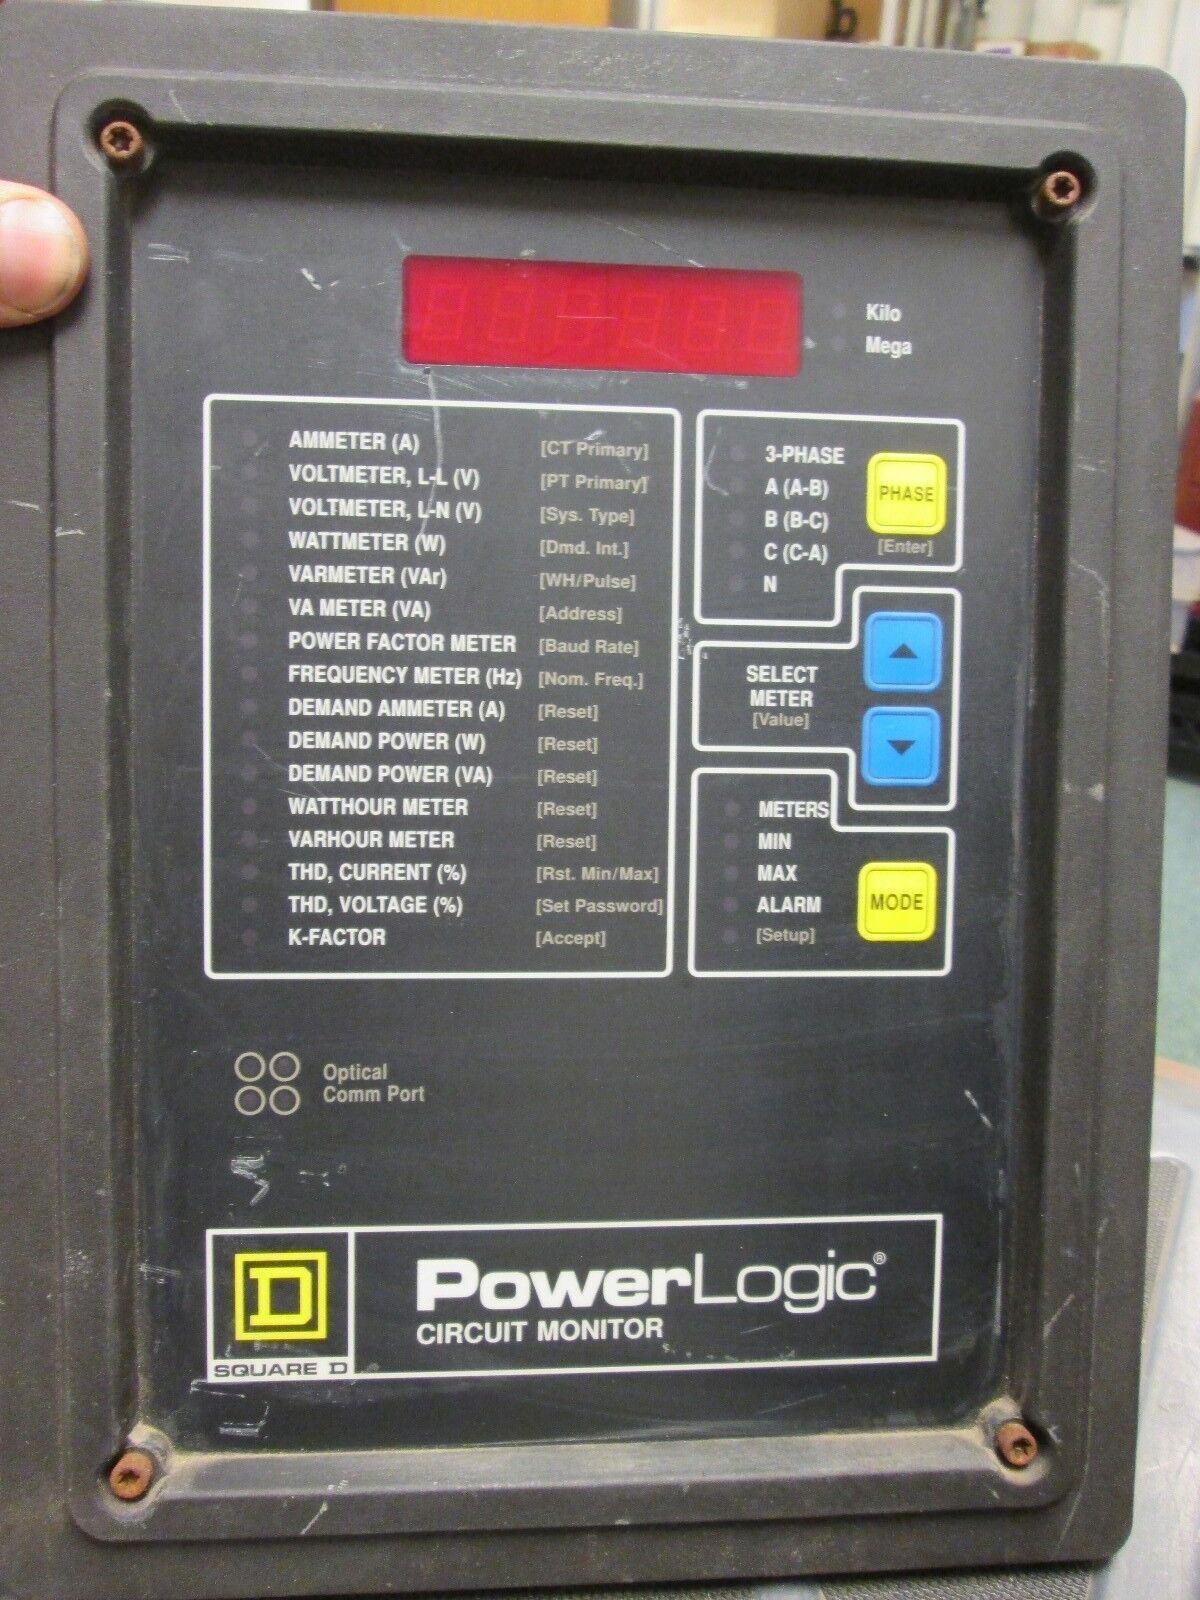 Kilo
Mega
AMMETER (A) [CT Primary]
VOLTMETER, L-L (V) [PT Primary]
VOLTMETER, L-N (V) [Sys. Type]
WATTMETER (W) [Dmd. Int.]
VARMETER (VAr) [WH/Pulse]
VA METER (VA) [Address]
POWER FACTOR METER [Baud Rate]
FREQUENCY METER (Hz) [Nom. Freq.]
DEMAND AMMETER (A) [Reset]
DEMAND POWER (W) [Reset]
DEMAND POWER (VA) [Reset]
WATTHOUR METER [Reset]
VARHOUR METER [Reset]
THD, CURRENT (%) [Rst. Min/Max]
THD, VOLTAGE (%) [Set Password]
K-FACTOR [Accept]
3-PHASE
A (A-B)
B (B-C)
C (C-A)
N
PHASE
[Enter]
SELECT
METER
[Value]
METERS
MIN
MAX
ALARM
[Setup]
MODE
Optical
Comm Port
D
SQUARE D
PowerLogic®
CIRCUIT MONITOR